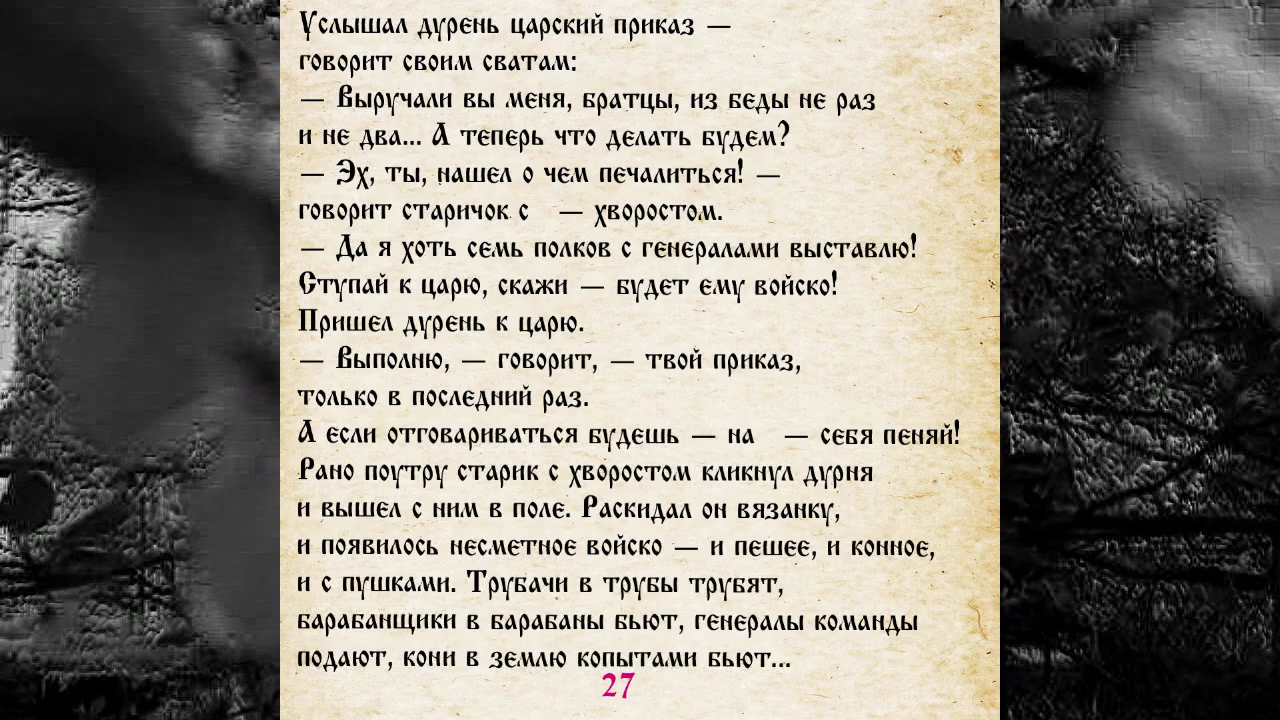 Услышал дурень царский приказ —
говорит своим сватам:
— Выручали вы меня, братцы, из беды не раз
и не два... А теперь что делать будем?
— Эх, ты, нашел о чем печалиться! —
говорит старичок с — хворостом.
— Да я хоть семь полков с генералами выставлю!
Ступай к царю, скажи — будет ему войско!
Пришел дурень к царю.
— Выполню, — говорит, — твой приказ,
только в последний раз.
А если отговариваться будешь — на — себя пеняй!
Рано поутру старик с хворостом кликнул дурня
и вышел с ним в поле. Раскидал он вязанку,
и появилось несметное войско — и пешее, и конное,
и с пушками. Трубачи в трубы трубят,
барабанщики в барабаны бьют, генералы команды
подают, кони в землю копытами бьют...
27